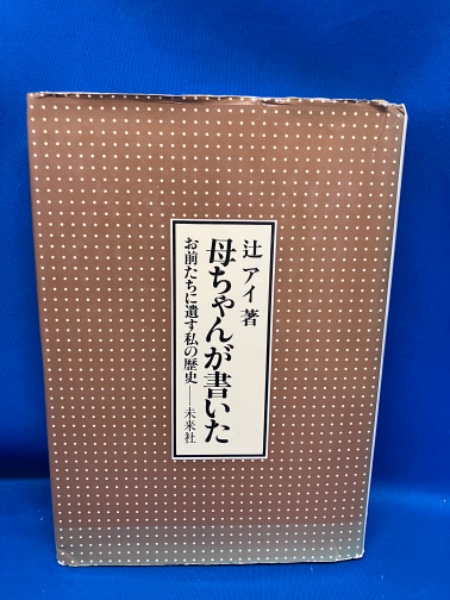 辻 アイ 著
母ちゃんが書いた
お前たちに遺す私の歴史——未来社